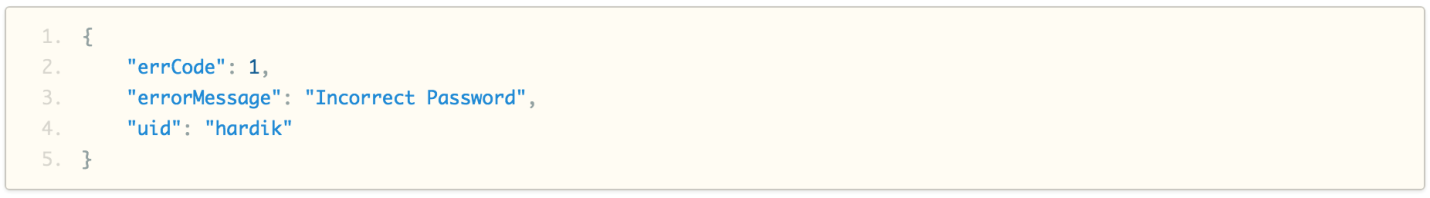 1. {
2.     "errCode": 1,
3.     "errorMessage": "Incorrect Password",
4.     "uid": "hardik"
5. }